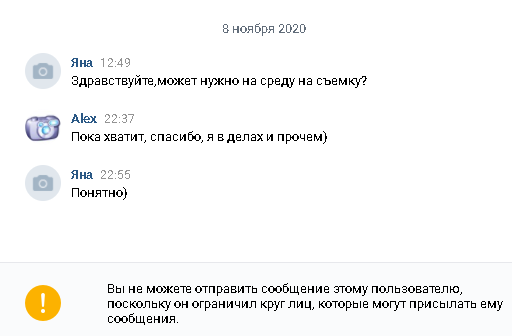 8 ноября 2020
Яна 12:49
Здравствуйте,может нужно на среду на съемку?
Alex 22:37
Пока хватит, спасибо, я в делах и прочем)
Яна 22:55
Понятно)
Вы не можете отправить сообщение этому пользователю,
поскольку он ограничил круг лиц, которые могут присылать ему
сообщения.